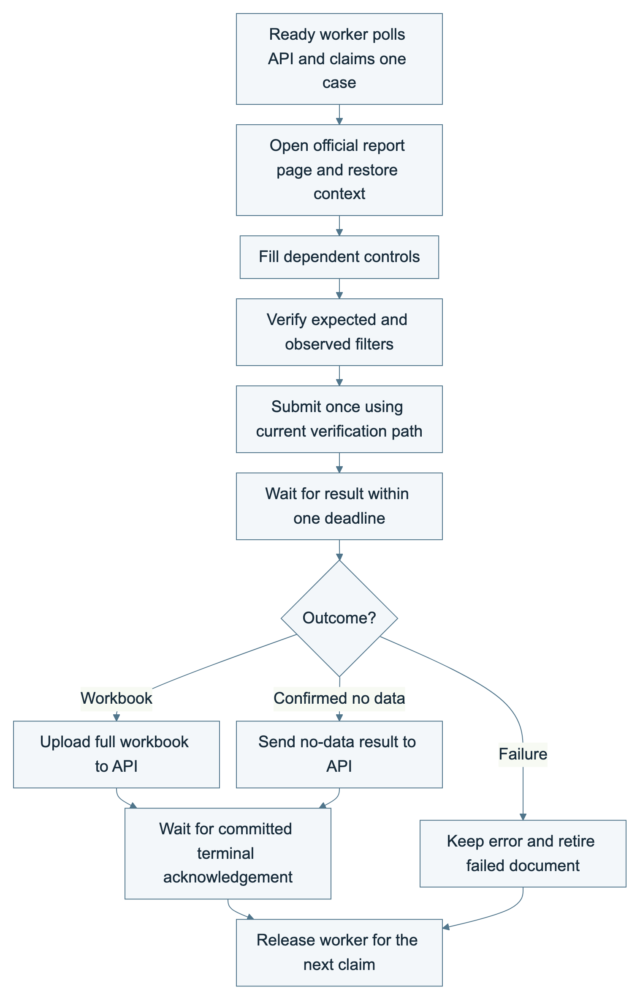 Ready worker polls
API and claims one
case
Open official report
page and restore
context
Fill dependent controls
Verify expected and
observed filters
Submit once using
current verification path
Wait for result within
one deadline
Outcome?
Workbook
Confirmed no data
Failure
Upload full workbook
to API
Send no-data result to
API
Wait for committed
terminal
acknowledgement
Keep error and retire
failed document
Release worker for the
next claim